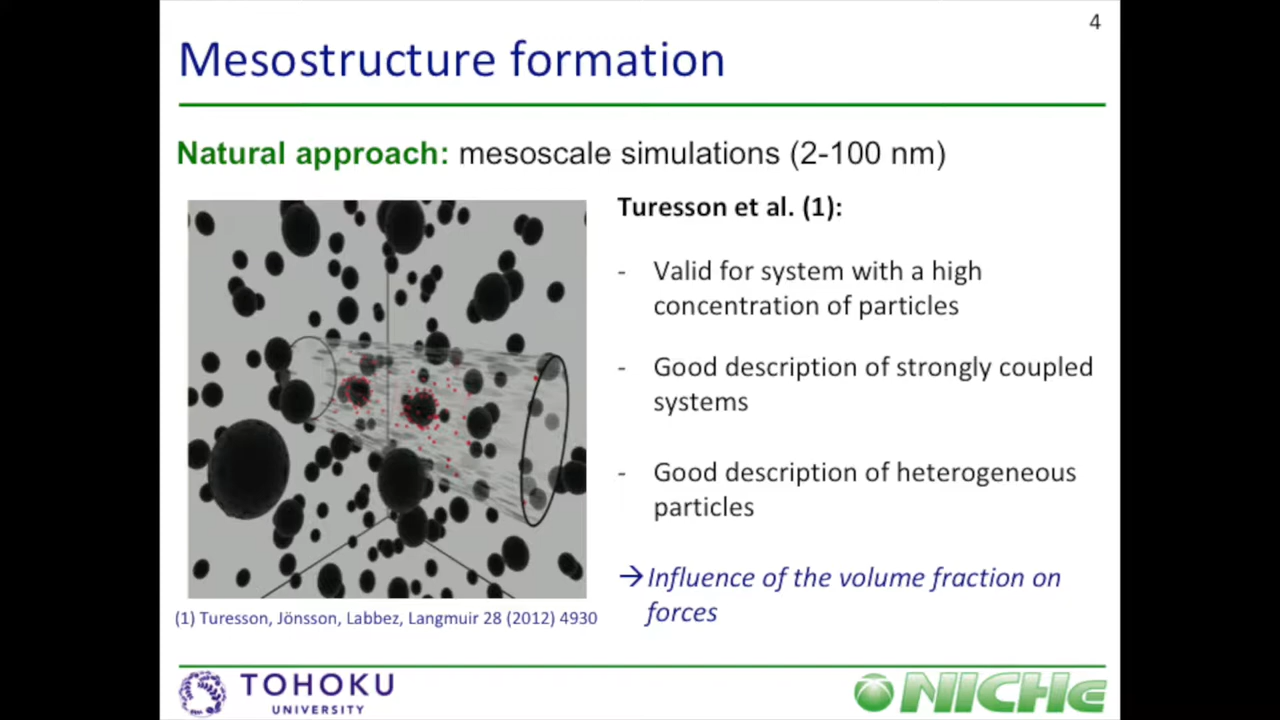 4
Mesostructure formation
Natural approach: mesoscale simulations (2-100 nm)
Turesson et al. (1):
- Valid for system with a high
concentration of particles
- Good description of strongly coupled
systems
- Good description of heterogeneous
particles
→Influence of the volume fraction on
forces
(1) Turesson, Jönsson, Labbez, Langmuir 28 (2012) 4930
TOHOKU
UNIVERSITY
NICHe